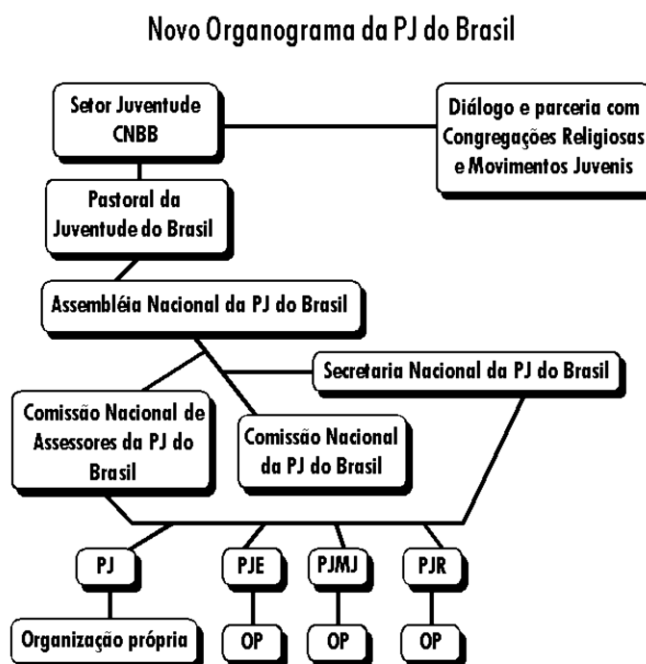 Novo Organograma da PJ do Brasil
Setor Juventude
CNBB
Diálogo e parceria com
Congregações Religiosas
e Movimentos Juvenis
Pastoral da
Juventude do Brasil
Assembléia Nacional da PJ do Brasil
Secretaria Nacional da PJ do Brasil
Comissão Nacional de
Assessores da PJ do
Brasil
Comissão Nacional
da PJ do Brasil
PJ
PJE
PJMJ
PJR
Organização própria
OP
OP
OP